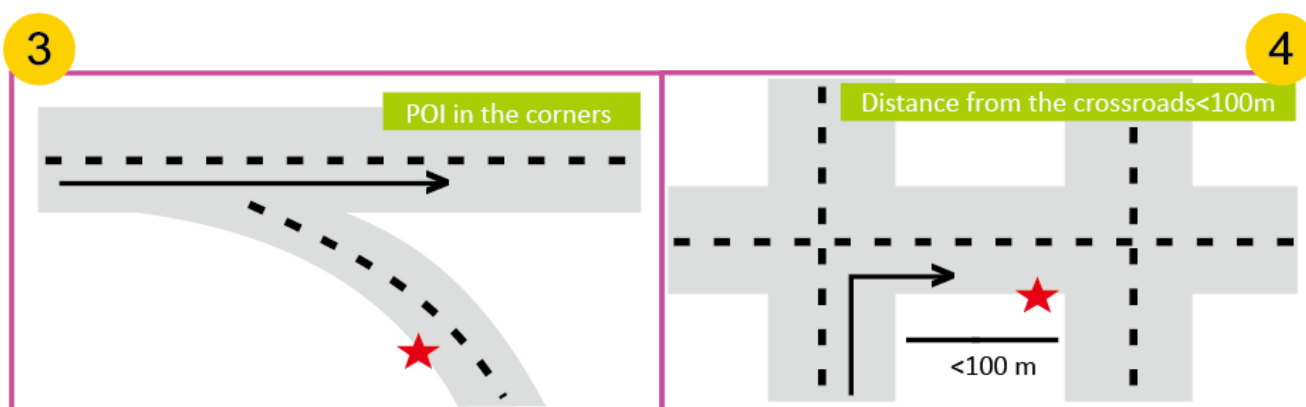 3
4
POI in the corners
Distance from the crossroads<100m
<100 m